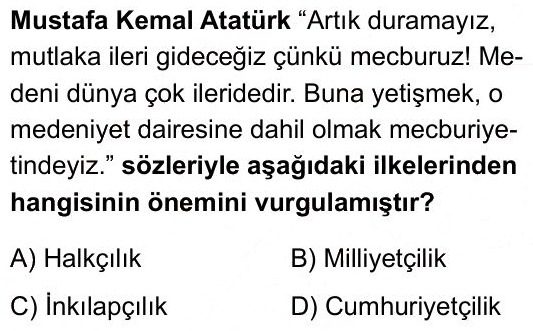 Mustafa Kemal Atatürk “Artık duramayız,
mutlaka ileri gideceğiz çünkü mecburuz! Me-
deni dünya çok ileridedir. Buna yetişmek, o
medeniyet dairesine dahil olmak mecburiye-
tindeyiz.” sözleriyle aşağıdaki ilkelerinden
hangisinin önemini vurgulamıştır?
A) Halkçılık B) Milliyetçilik
C) İnkılapçılık D) Cumhuriyetçilik